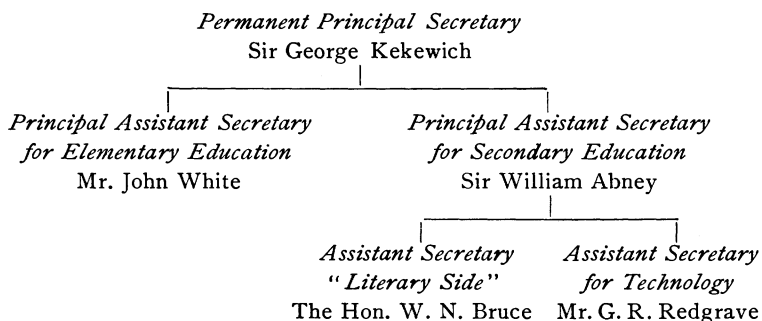 Permanent Principal Secretary
Sir George Kekewich
Principal Assistant Secretary
for Elementary Education
Mr. John White
Principal Assistant Secretary
for Secondary Education
Sir William Abney
Assistant Secretary
"Literary Side"
The Hon. W. N. Bruce
Assistant Secretary
for Technology
Mr. G. R. Redgrave